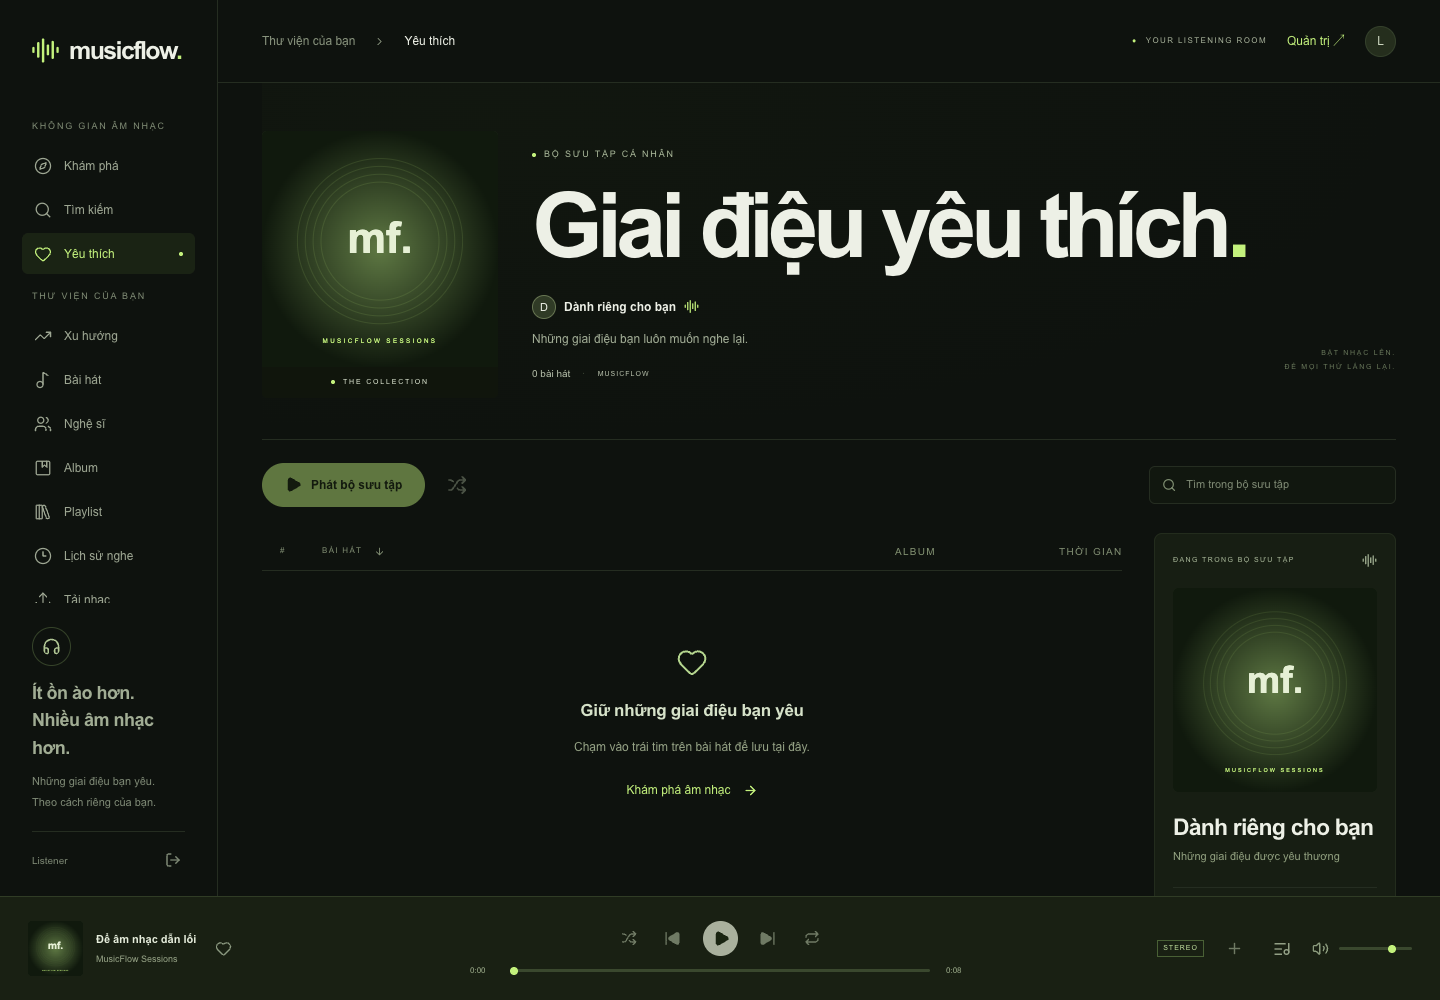 musicflow.
KHÔNG GIAN ÂM NHẠC
Khám phá
Tìm kiếm
Yêu thích
THƯ VIỆN CỦA BẠN
Xu hướng
Bài hát
Nghệ sĩ
Album
Playlist
Lịch sử nghe
Tải nhạc
Ít ồn ào hơn.
Nhiều âm nhạc
hơn.
Những giai điệu bạn yêu.
Theo cách riêng của bạn.
Listener
Thư viện của bạn
Yêu thích
YOUR LISTENING ROOM
Quản trị
L
mf.
MUSICFLOW SESSIONS
THE COLLECTION
BỘ SƯU TẬP CÁ NHÂN
Giai điệu yêu thích.
D Dành riêng cho bạn
Những giai điệu bạn luôn muốn nghe lại.
0 bài hát · MUSICFLOW
BẬT NHẠC LÊN.
ĐỂ MỌI THỨ LẮNG LẠI.
Phát bộ sưu tập
Tìm trong bộ sưu tập
# BÀI HÁT ALBUM THỜI GIAN
Giữ những giai điệu bạn yêu
Chạm vào trái tim trên bài hát để lưu tại đây.
Khám phá âm nhạc
ĐANG TRONG BỘ SƯU TẬP
mf.
MUSICFLOW SESSIONS
Dành riêng cho bạn
Những giai điệu được yêu thương
mf.
Để âm nhạc dẫn lối
MusicFlow Sessions
0:00
0:08
STEREO